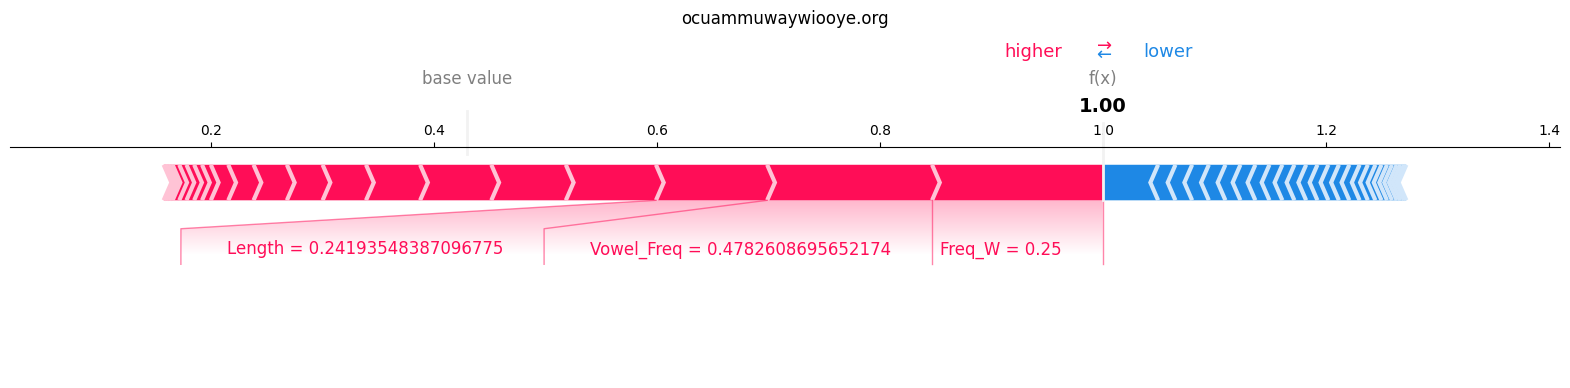 ocuammuwaywiooye.org
higher → ← lower
base value f(x)
1.00
0.2 0.4 0.6 0.8 1.0 1.2 1.4
Length = 0.24193548387096775 Vowel_Freq = 0.4782608695652174 Freq_W = 0.25